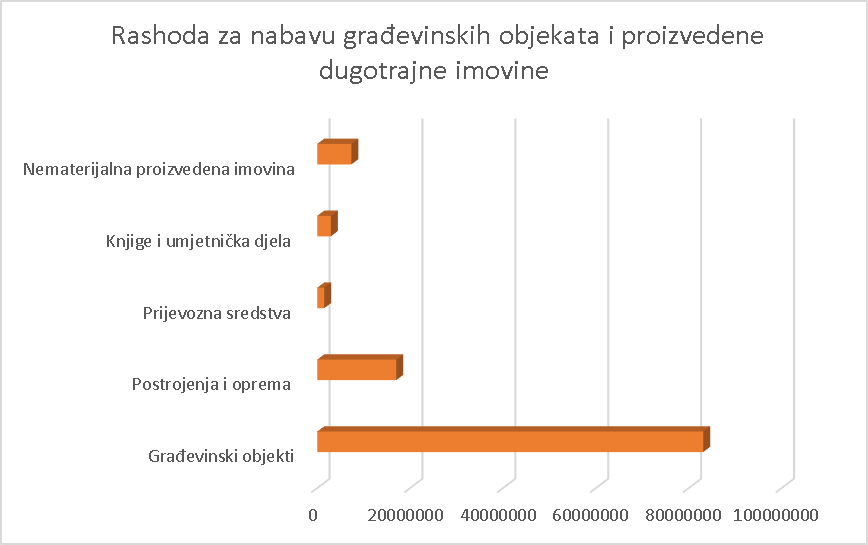 Rashoda za nabavu građevinskih objekata i proizvedene
dugotrajne imovine
Nematerijalna proizvedena imovina
Knjige i umjetnička djela
Prijevozna sredstva
Postrojenja i oprema
Građevinski objekti
0 20000000 40000000 60000000 80000000 100000000